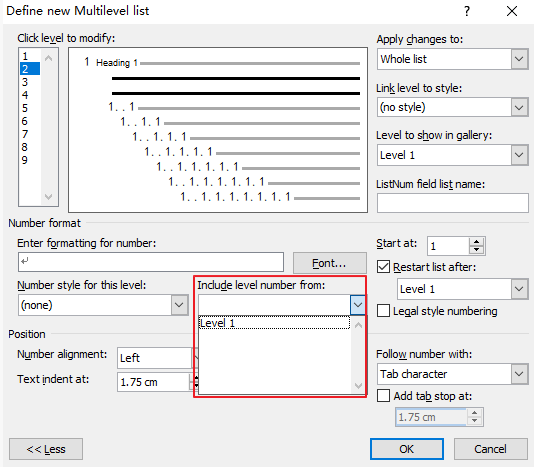 Define new Multilevel list
Click level to modify:
1
2
3
4
5
6
7
8
9
1 Heading 1
1. . 1
1. . 1. 1
1. . 1. 1. 1
1. . 1. 1. 1. 1
1. . 1. 1. 1. 1. 1
1. . 1. 1. 1. 1. 1. 1
1. . 1. 1. 1. 1. 1. 1. 1
Apply changes to:
Whole list
Link level to style:
(no style)
Level to show in gallery:
Level 1
ListNum field list name:
Number format
Enter formatting for number:
Font...
Number style for this level:
(none)
Include level number from:
Level 1
Start at:
1
Restart list after:
Level 1
Legal style numbering
Position
Number alignment:
Left
Text indent at:
1.75 cm
Follow number with:
Tab character
Add tab stop at:
1.75 cm
<< Less
OK
Cancel